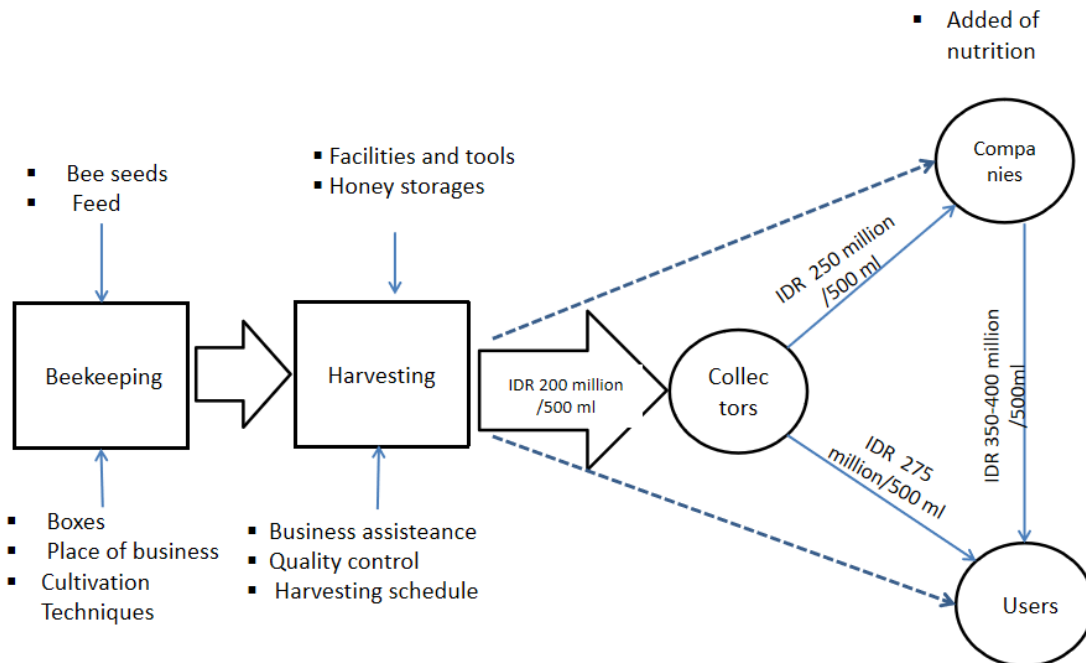 ▪ Added of
nutrition
Compa
nies
▪ Bee seeds
▪ Feed
▪ Facilities and tools
▪ Honey storages
IDR 250 million
/500 ml
Beekeeping
Harvesting
IDR 200 million
/500 ml
Collec
tors
IDR 350-400 million
/500ml
IDR 275
million/500 ml
▪ Boxes
▪ Place of business
▪ Cultivation
Techniques
▪ Business assisteance
▪ Quality control
▪ Harvesting schedule
Users